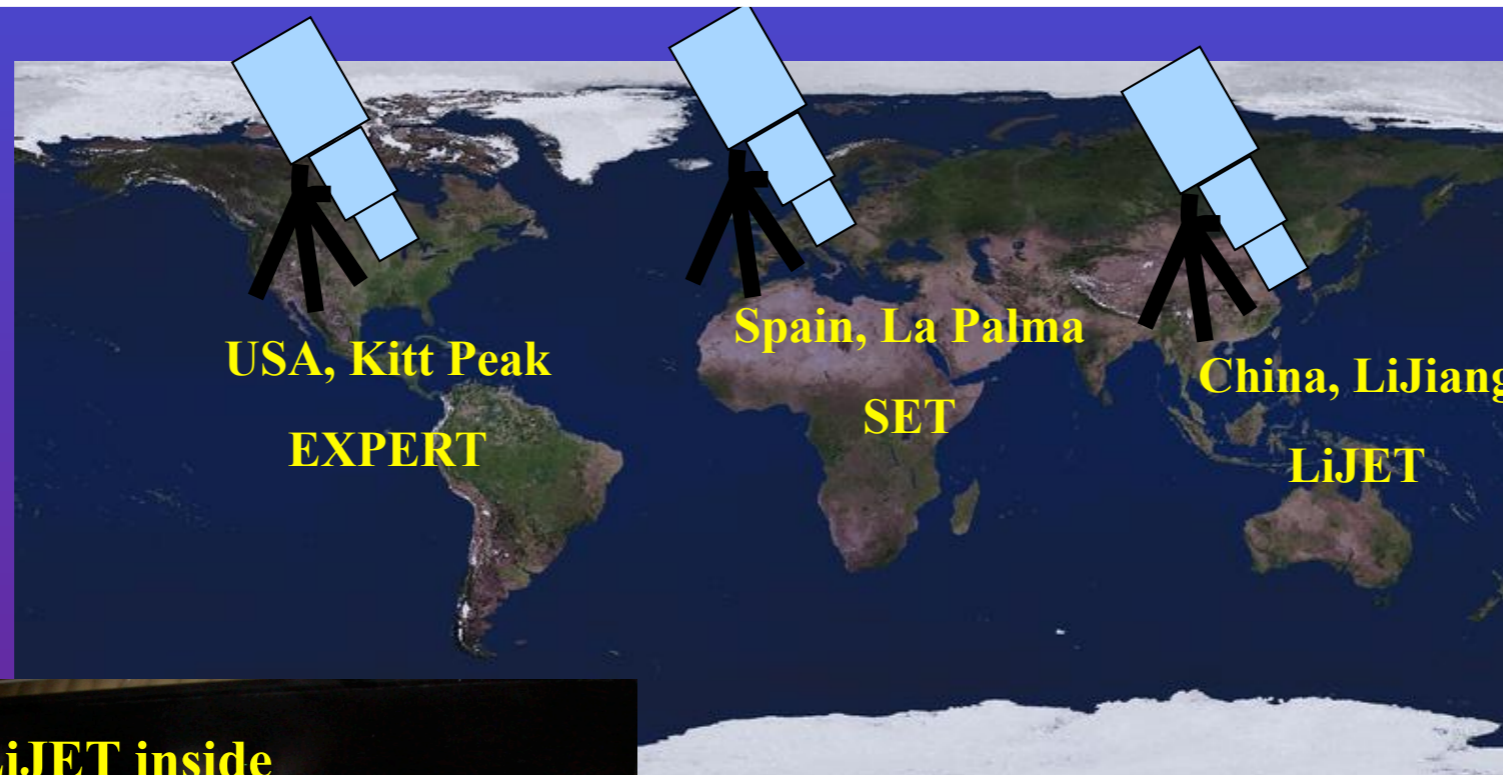 USA, Kitt Peak
EXPERT
Spain, La Palma
SET
China, LiJiang
LiJET
LiJET inside